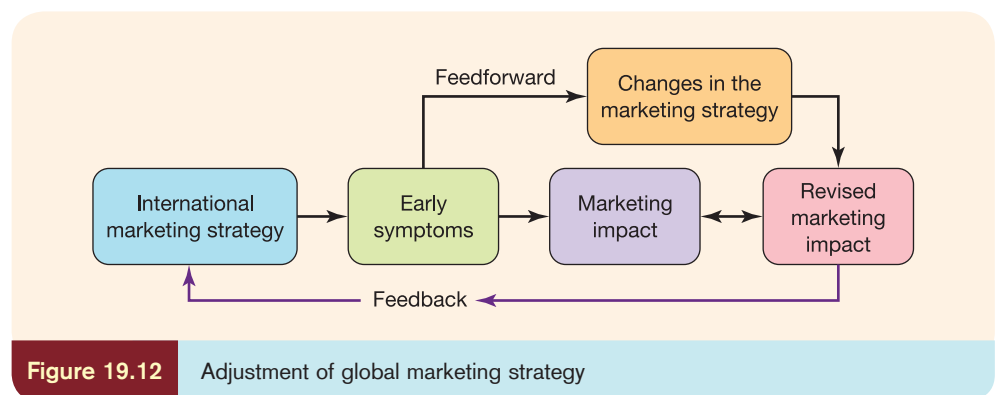 Feedforward
Changes in the
marketing strategy
International
marketing strategy
Early
symptoms
Marketing
impact
Revised
marketing
impact
Feedback
Figure 19.12
Adjustment of global marketing strategy